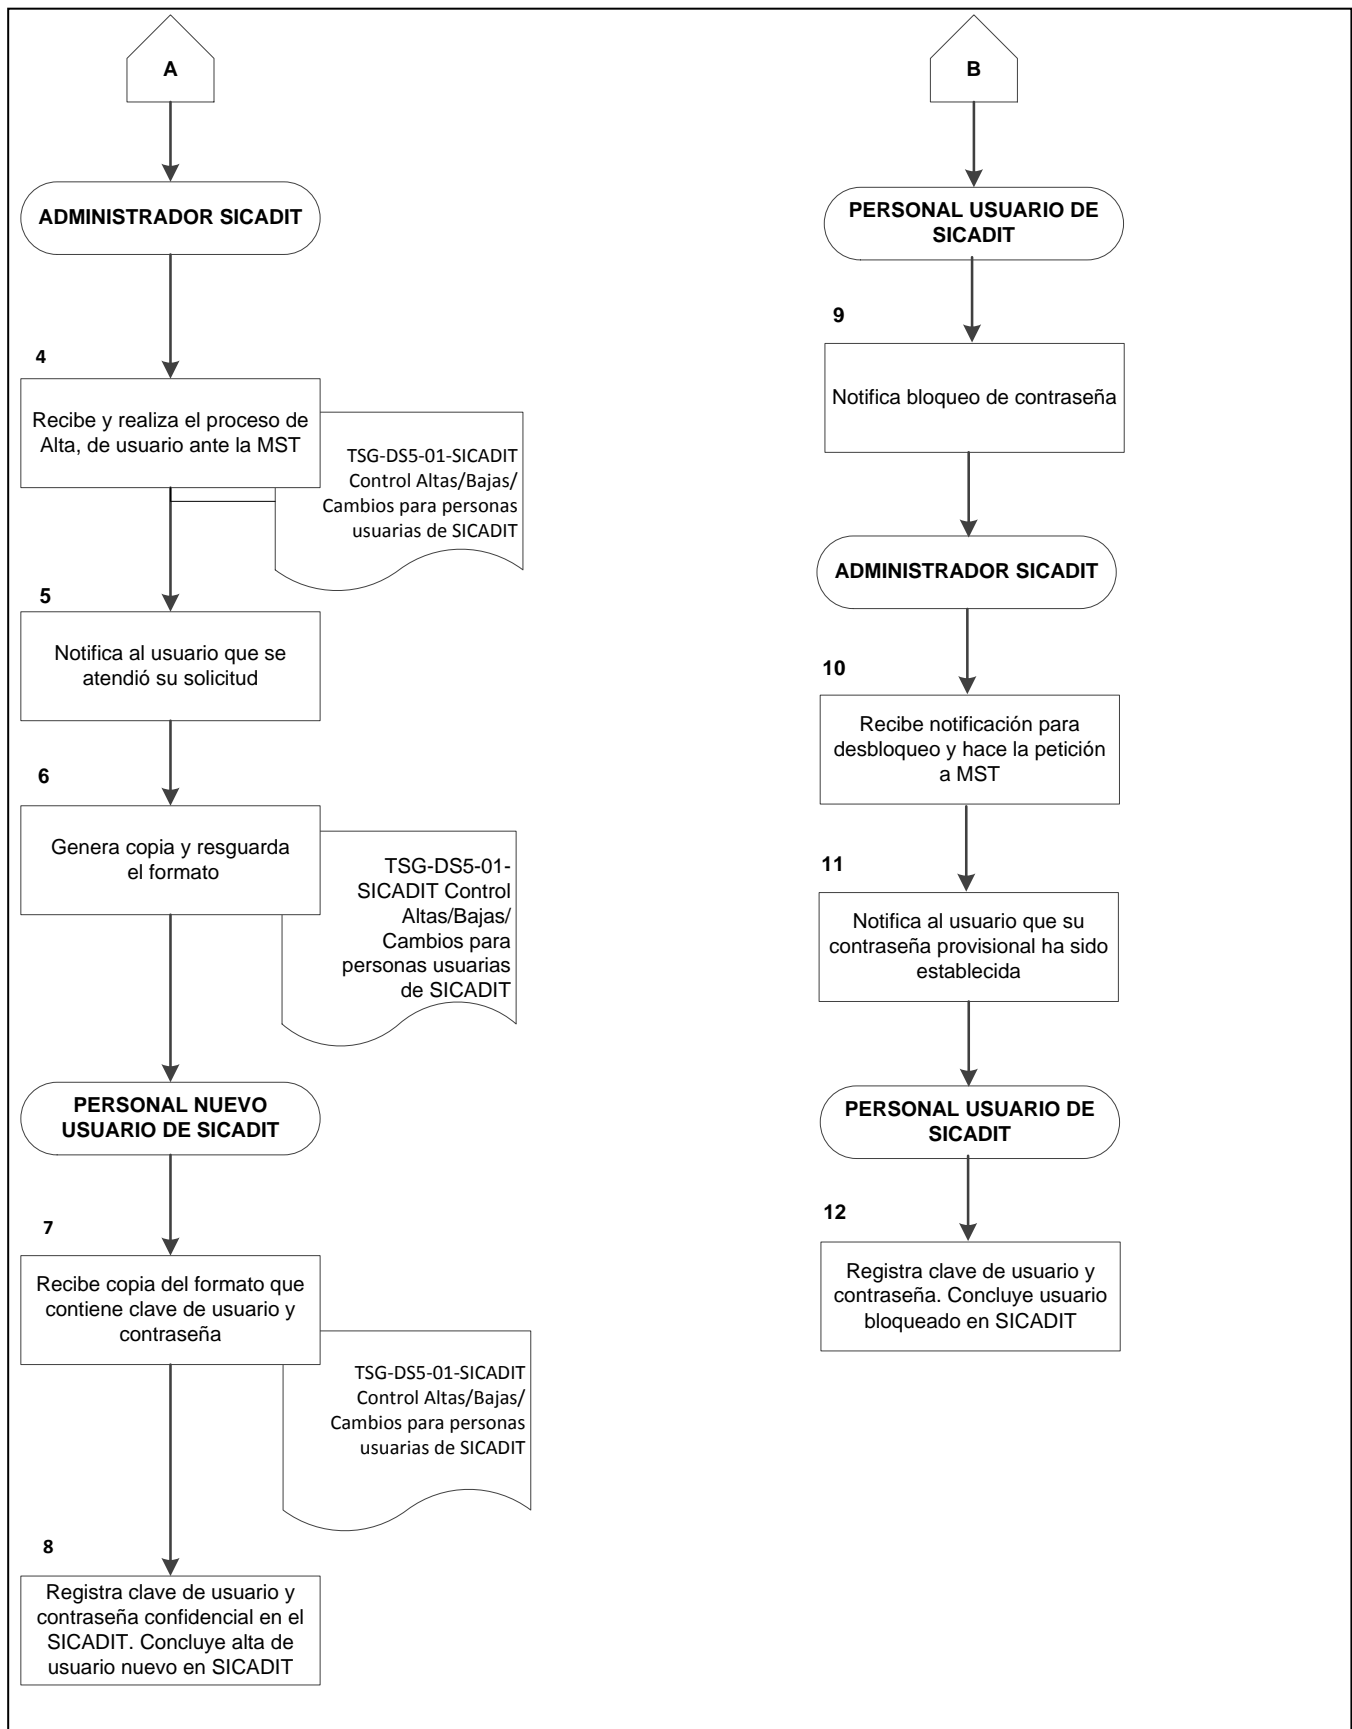 A
ADMINISTRADOR SICADIT
4
Recibe y realiza el proceso de
Alta, de usuario ante la MST
TSG-DS5-01-SICADIT
Control Altas/Bajas/
Cambios para personas
usuarias de SICADIT
5
Notifica al usuario que se
atendió su solicitud
6
Genera copia y resguarda
el formato
TSG-DS5-01-
SICADIT Control
Altas/Bajas/
Cambios para
personas usuarias
de SICADIT
PERSONAL NUEVO
USUARIO DE SICADIT
7
Recibe copia del formato que
contiene clave de usuario y
contraseña
TSG-DS5-01-SICADIT
Control Altas/Bajas/
Cambios para personas
usuarias de SICADIT
8
Registra clave de usuario y
contraseña confidencial en el
SICADIT. Concluye alta de
usuario nuevo en SICADIT
B
PERSONAL USUARIO DE
SICADIT
9
Notifica bloqueo de contraseña
ADMINISTRADOR SICADIT
10
Recibe notificación para
desbloqueo y hace la petición
a MST
11
Notifica al usuario que su
contraseña provisional ha sido
establecida
PERSONAL USUARIO DE
SICADIT
12
Registra clave de usuario y
contraseña. Concluye usuario
bloqueado en SICADIT